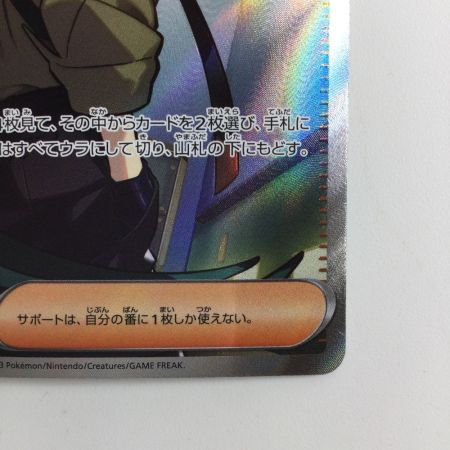 枚見て、その中からカードを2枚選び、手札に
はすべてウラにして切り、山札の下にもどす。
サポートは、自分の番に1枚しか使えない。
3 Pokémon/Nintendo/Creatures/GAME FREAK.